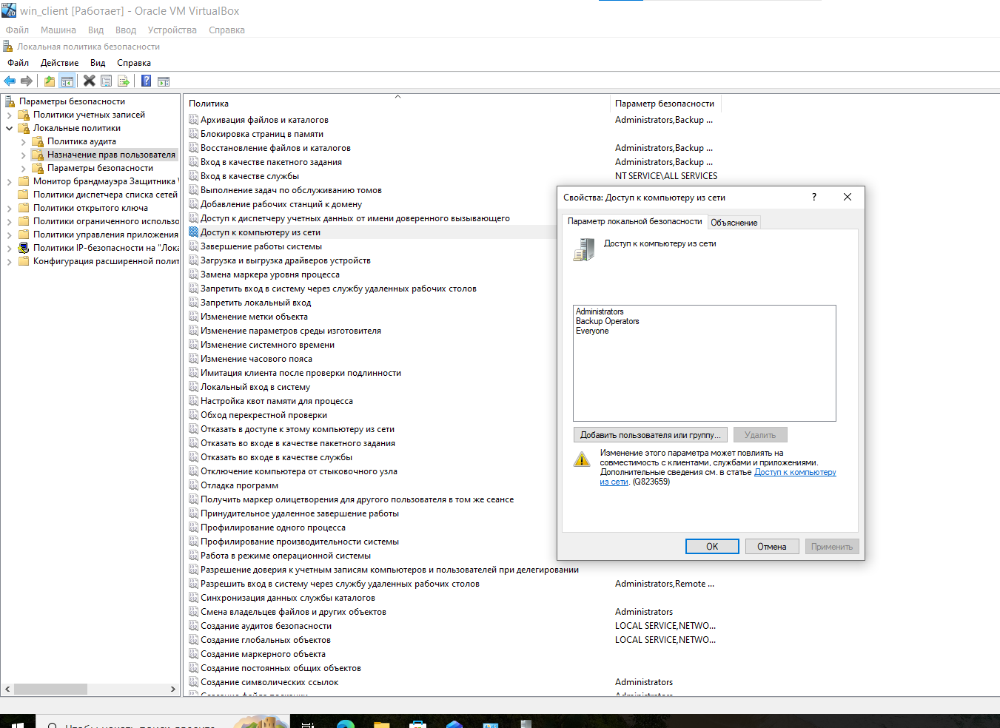 win_client [Работает] - Oracle VM VirtualBox
Файл Машина Вид Ввод Устройства Справка
Локальная политика безопасности
Файл Действие Вид Справка
Параметры безопасности
Политики учетных записей
Локальные политики
Политика аудита
Назначение прав пользователя
Параметры безопасности
Монитор брандмауэра Защитника
Политики диспетчера списка сетей
Политики открытого ключа
Политики ограниченного использо
Политики управления приложения
Политики IP-безопасности на "Лока
Конфигурация расширенной полит
Политика Параметр безопасности
Архивация файлов и каталогов Administrators,Backup ...
Блокировка страниц в памяти
Восстановление файлов и каталогов Administrators,Backup ...
Вход в качестве пакетного задания Administrators,Backup ...
Вход в качестве службы NT SERVICE\ALL SERVICES
Выполнение задач по обслуживанию томов
Добавление рабочих станций к домену
Доступ к диспетчеру учетных данных от имени доверенного вызывающего
Доступ к компьютеру из сети
Завершение работы системы
Загрузка и выгрузка драйверов устройств
Замена маркера уровня процесса
Запретить вход в систему через службу удаленных рабочих столов
Запретить локальный вход
Изменение метки объекта
Изменение параметров среды изготовителя
Изменение системного времени
Изменение часового пояса
Имитация клиента после проверки подлинности
Локальный вход в систему
Настройка квот памяти для процесса
Обход перекрестной проверки
Отказать в доступе к этому компьютеру из сети
Отказать во входе в качестве пакетного задания
Отказать во входе в качестве службы
Отключение компьютера от стыковочного узла
Отладка программ
Получить маркер олицетворения для другого пользователя в том же сеансе
Принудительное удаленное завершение работы
Профилирование одного процесса
Профилирование производительности системы
Работа в режиме операционной системы
Разрешение доверия к учетным записям компьютеров и пользователей при делегировании
Разрешить вход в систему через службу удаленных рабочих столов Administrators,Remote ...
Синхронизация данных службы каталогов
Смена владельцев файлов и других объектов Administrators
Создание аудитов безопасности LOCAL SERVICE,NETWO...
Создание глобальных объектов LOCAL SERVICE,NETWO...
Создание маркерного объекта
Создание постоянных общих объектов
Создание символических ссылок Administrators
Свойства: Доступ к компьютеру из сети ?
Параметр локальной безопасности Объяснение
Доступ к компьютеру из сети
Administrators
Backup Operators
Everyone
Добавить пользователя или группу... Удалить
Изменение этого параметра может повлиять на
совместимость с клиентами, службами и приложениями.
Дополнительные сведения см. в статье Доступ к компьютеру
из сети. (Q823659)
OK Отмена Применить